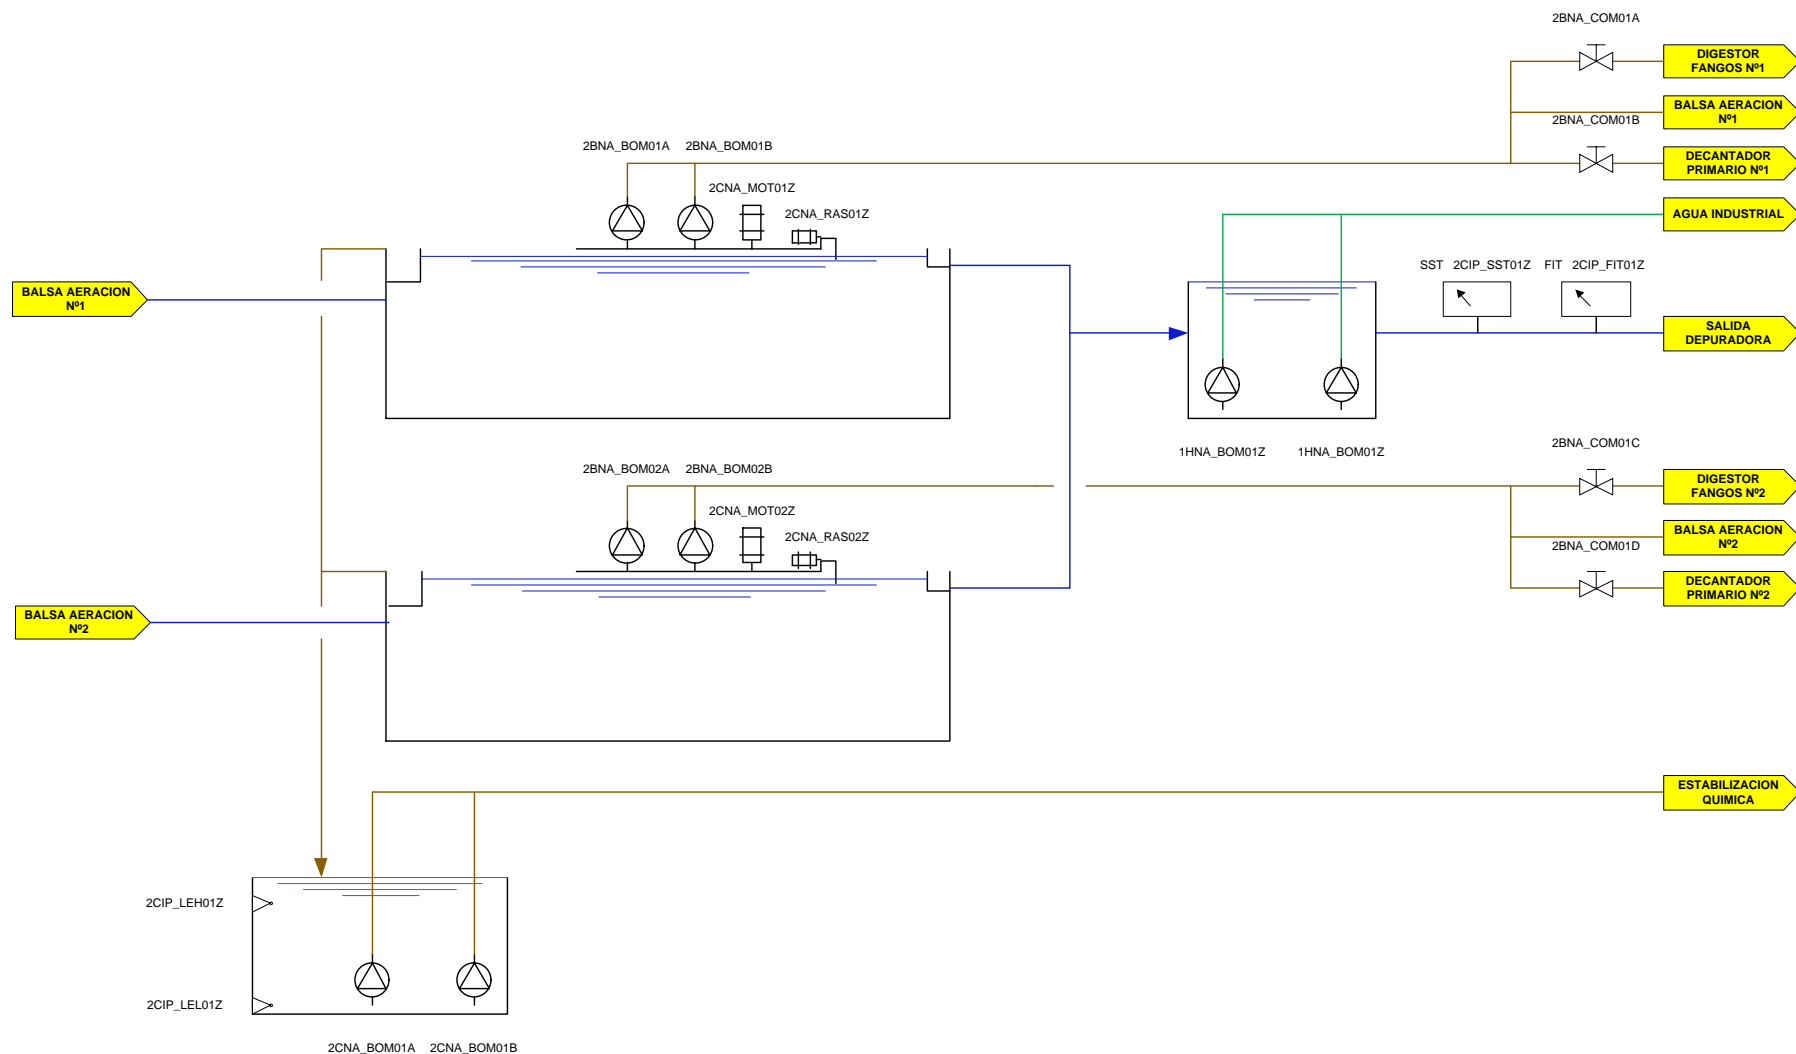 2BNA_COM01A
DIGESTOR
FANGOS Nº1
BALSA AERACION
Nº1
2BNA_COM01B
2BNA_BOM01A 2BNA_BOM01B
DECANTADOR
PRIMARIO Nº1
2CNA_MOT01Z
2CNA_RAS01Z
AGUA INDUSTRIAL
SST 2CIP_SST01Z FIT 2CIP_FIT01Z
BALSA AERACION
Nº1
SALIDA
DEPURADORA
1HNA_BOM01Z 1HNA_BOM01Z
2BNA_COM01C
2BNA_BOM02A 2BNA_BOM02B
DIGESTOR
FANGOS Nº2
2CNA_MOT02Z
2CNA_RAS02Z
BALSA AERACION
Nº2
2BNA_COM01D
DECANTADOR
PRIMARIO Nº2
BALSA AERACION
Nº2
ESTABILIZACION
QUIMICA
2CIP_LEH01Z
2CIP_LEL01Z
2CNA_BOM01A 2CNA_BOM01B